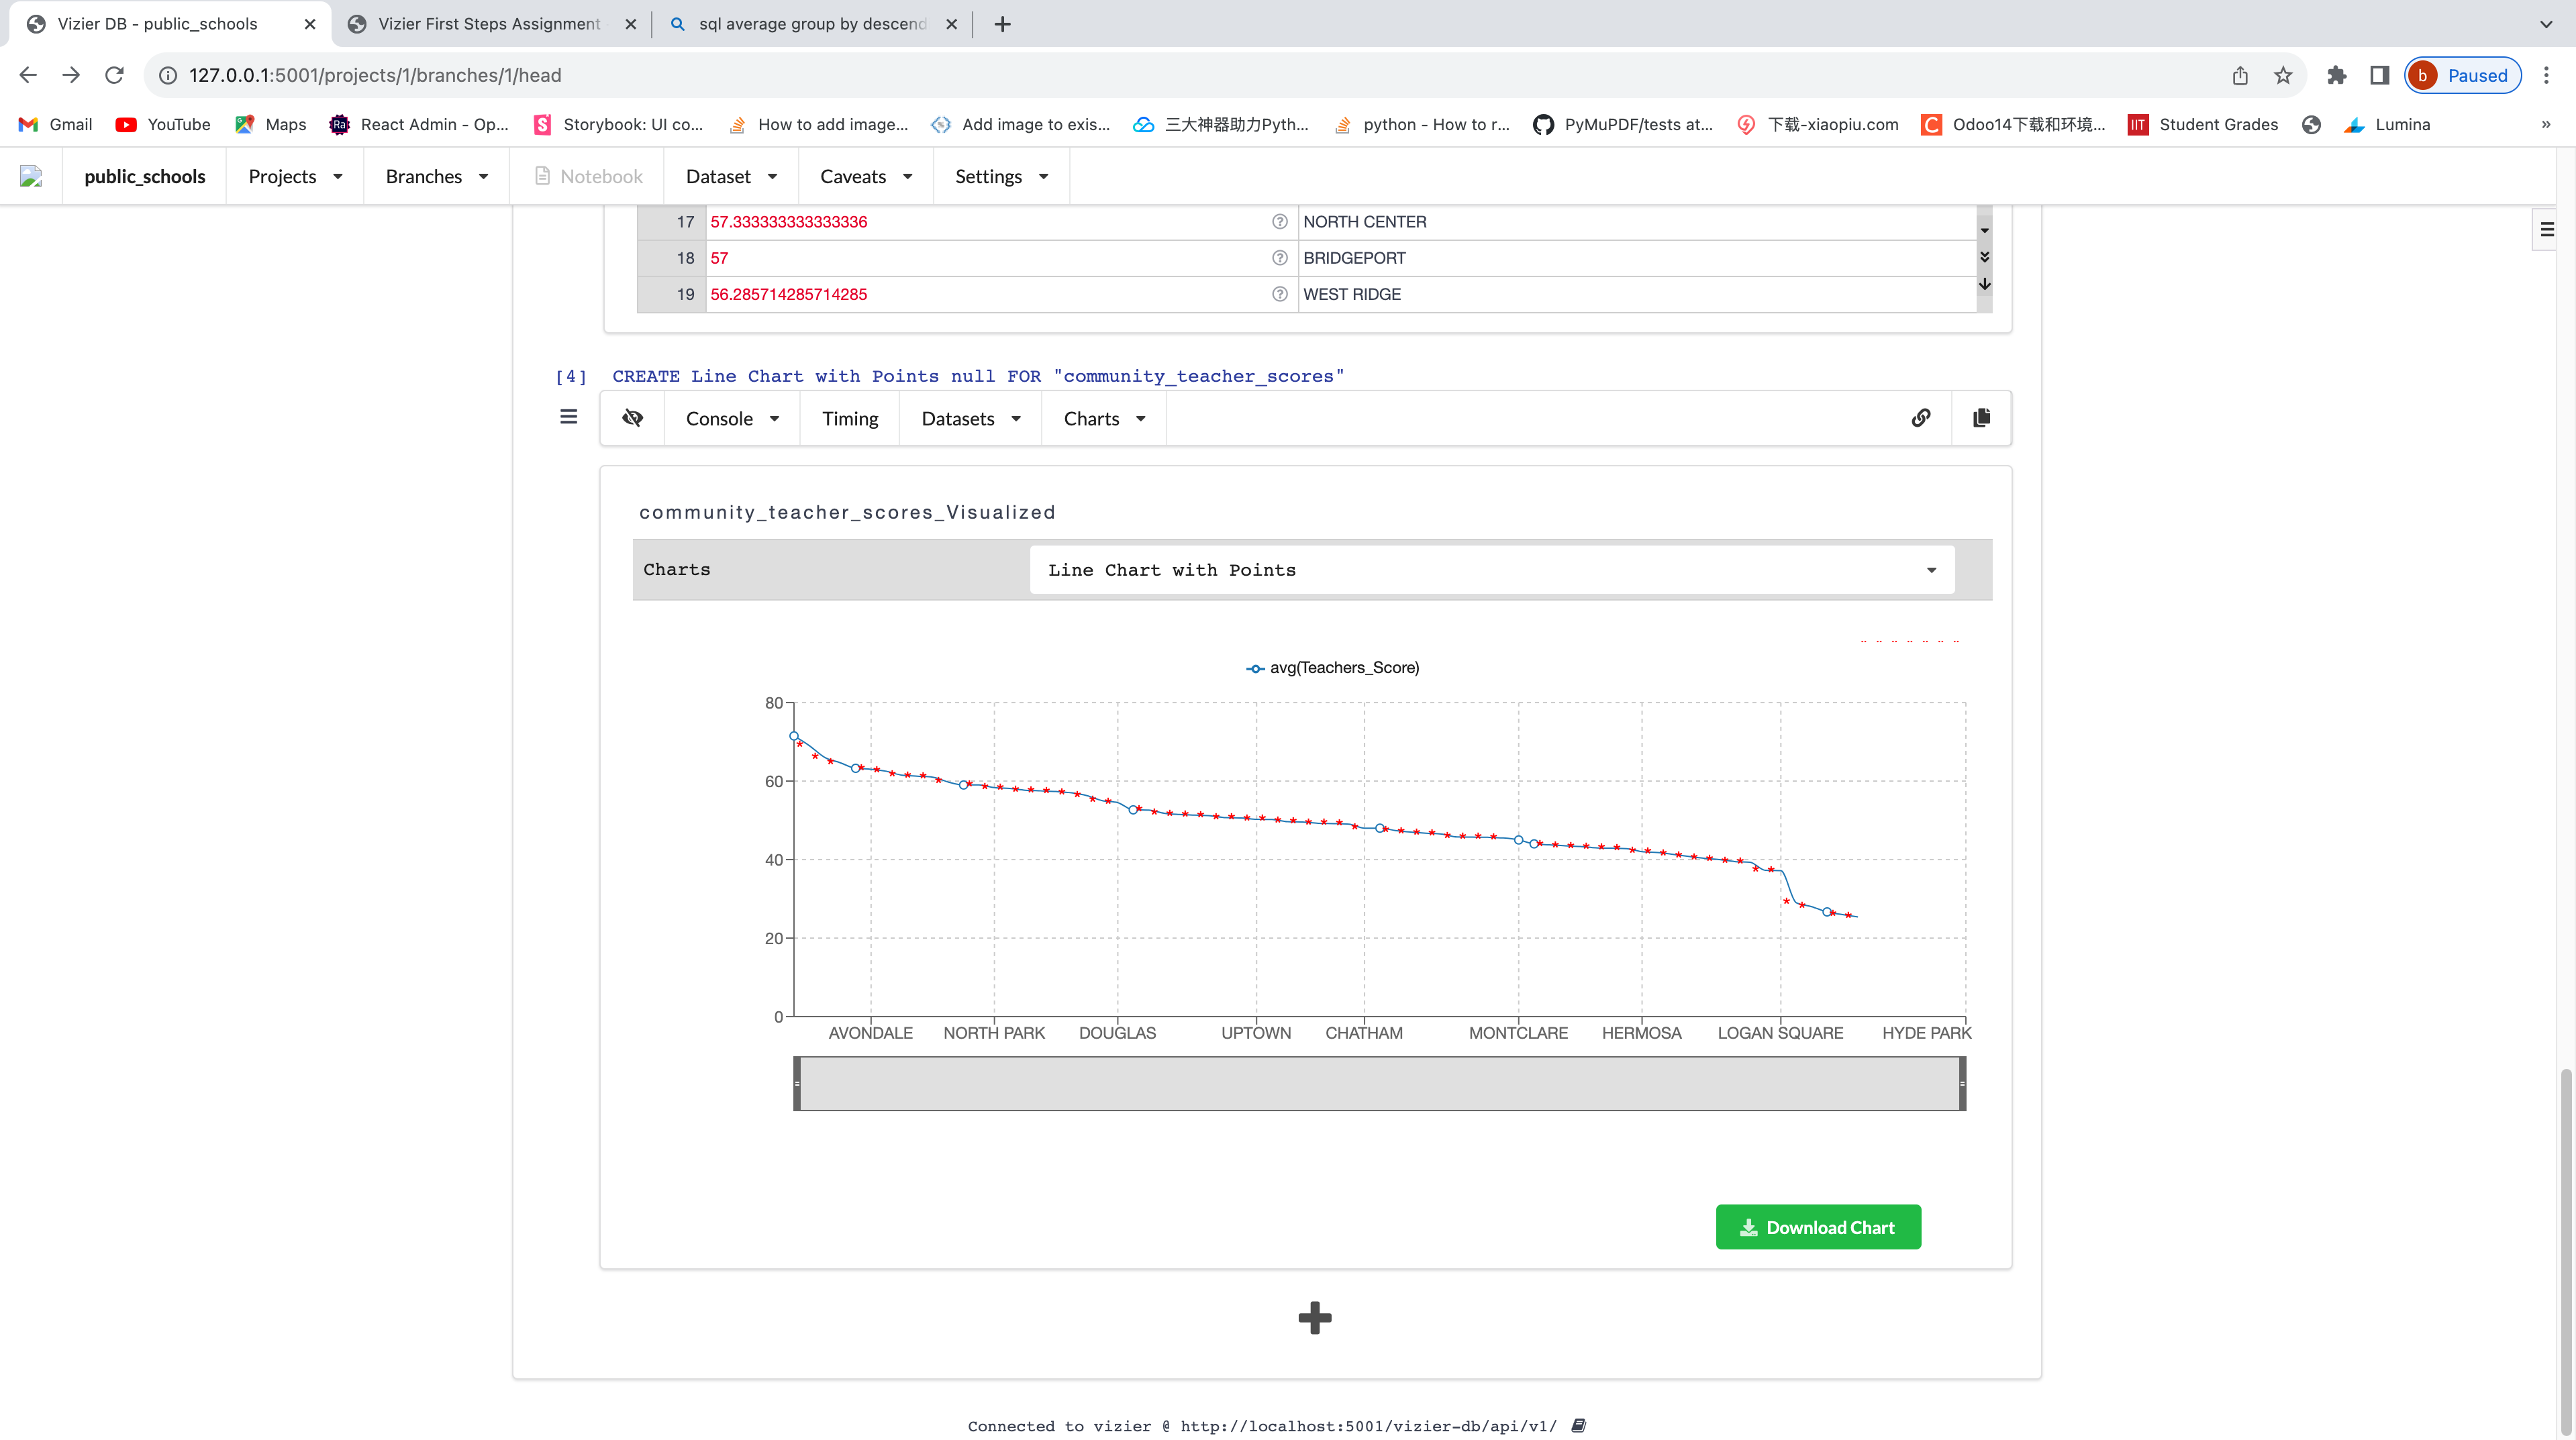 Vizier DB - public_schools
Vizier First Steps Assignment
sql average group by descend
127.0.0.1:5001/projects/1/branches/1/head
b Paused
Gmail
YouTube
Maps
React Admin - Op...
Storybook: UI co...
How to add image...
Add image to exis...
三大神器助力Pyth...
python - How to r...
PyMuPDF/tests at...
下载-xiaopiu.com
Odoo14下载和环境...
IIT Student Grades
Lumina
»
public_schools
Projects
Branches
Notebook
Dataset
Caveats
Settings
17 57.333333333333336 NORTH CENTER
18 57 BRIDGEPORT
19 56.285714285714285 WEST RIDGE
[4] CREATE Line Chart with Points null FOR "community_teacher_scores"
Console
Timing
Datasets
Charts
community_teacher_scores_Visualized
Charts
Line Chart with Points
avg(Teachers_Score)
80
60
40
20
0
AVONDALE
NORTH PARK
DOUGLAS
UPTOWN
CHATHAM
MONTCLARE
HERMOSA
LOGAN SQUARE
HYDE PARK
Download Chart
Connected to vizier @ http://localhost:5001/vizier-db/api/v1/